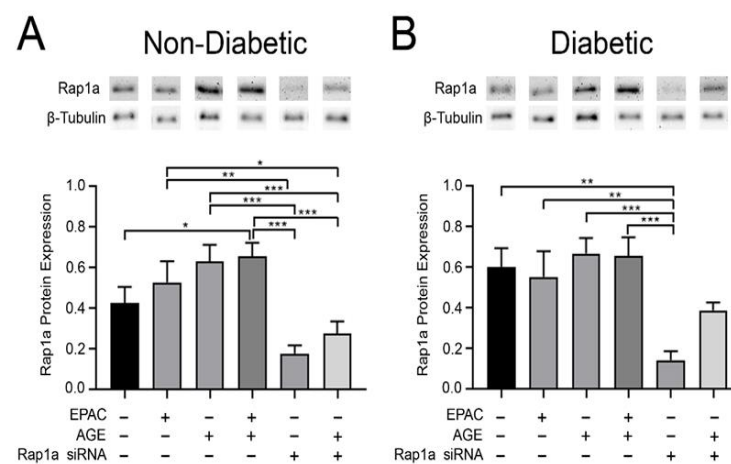 A Non-Diabetic
Rap1a
β-Tubulin
*
**
***
***
***
*
***
1.0
0.8
0.6
0.4
0.2
0.0
Rap1a Protein Expression
EPAC – + – + – –
AGE – – + + – +
Rap1a siRNA – – – – + +
B Diabetic
Rap1a
β-Tubulin
**
**
***
***
1.0
0.8
0.6
0.4
0.2
0.0
Rap1a Protein Expression
EPAC – + – + – –
AGE – – + + – +
Rap1a siRNA – – – – + +